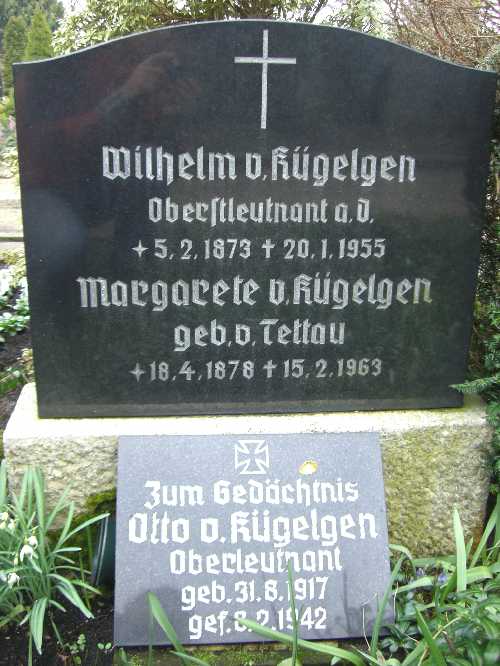 Wilhelm v. Kügelgen
Oberstleutnant a.d.
5.2.1873 † 20.1.1955
Margarete v. Kügelgen
geb. v. Tettau
18.4.1878 † 15.2.1963
Zum Gedächtnis
Otto v. Kügelgen
Oberleutnant
geb. 31.8.1917
gef. 8.2.1942